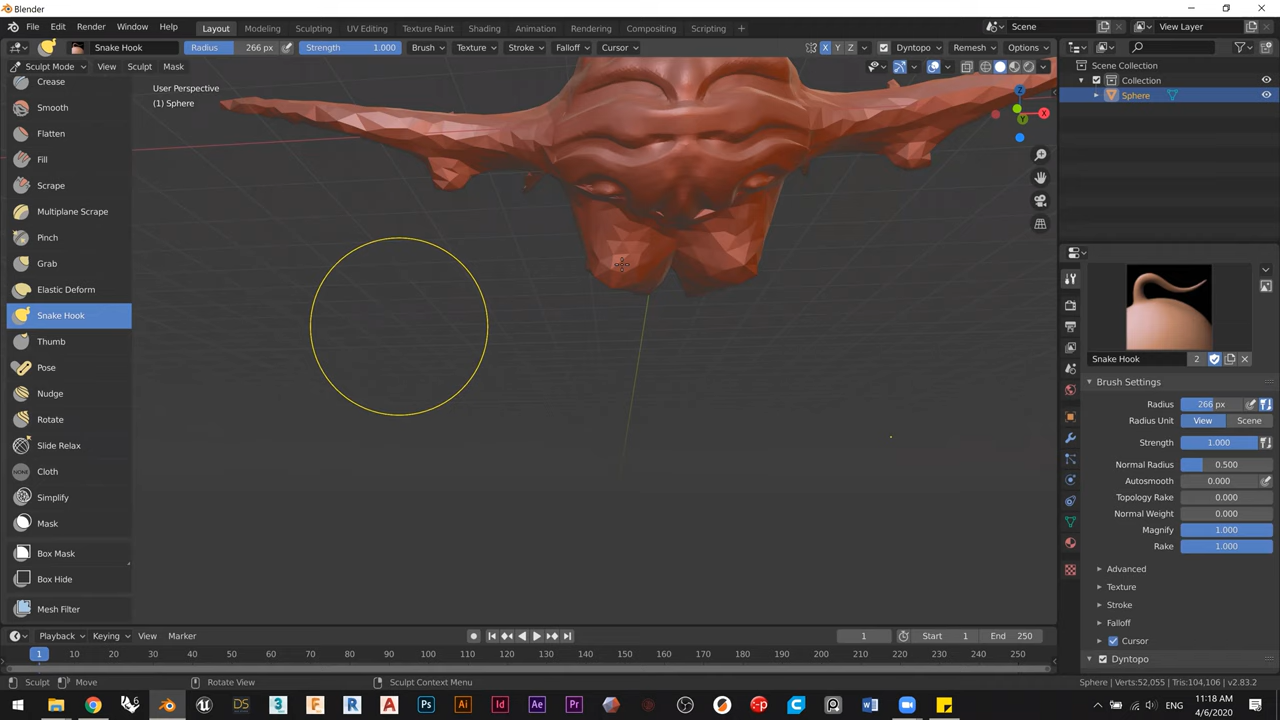 Blender
File Edit Render Window Help Layout Modeling Sculpting UV Editing Texture Paint Shading Animation Rendering Compositing Scripting + Scene View Layer
Snake Hook Radius 266 px Strength 1.000 Brush Texture Stroke Falloff Cursor X Y Z Dyntopo Remesh Options
Sculpt Mode View Sculpt Mask
Scene Collection
Collection
Sphere
User Perspective
(1) Sphere
Z
X
Y
Crease
Smooth
Flatten
Fill
Scrape
Multiplane Scrape
Pinch
Grab
Elastic Deform
Snake Hook
Thumb
Pose
Nudge
Rotate
Slide Relax
NONE Cloth
Simplify
Mask
Box Mask
Box Hide
Mesh Filter
Snake Hook 2
Brush Settings
Radius 266 px
Radius Unit View Scene
Strength 1.000
Normal Radius 0.500
Autosmooth 0.000
Topology Rake 0.000
Normal Weight 0.000
Magnify 1.000
Rake 1.000
Advanced
Texture
Stroke
Falloff
Cursor
Dyntopo
Playback Keying View Marker 1 Start 1 End 250
1 10 20 30 40 50 60 70 80 90 100 110 120 130 140 150 160 170 180 190 200 210 220 230 240 250
Sculpt Move Rotate View Sculpt Context Menu Sphere | Verts:52,055 | Tris:104,106 | v2.83.2
DS 3 F R A Ps Ai Id Ae Pr W ENG 11:18 AM
4/6/2020